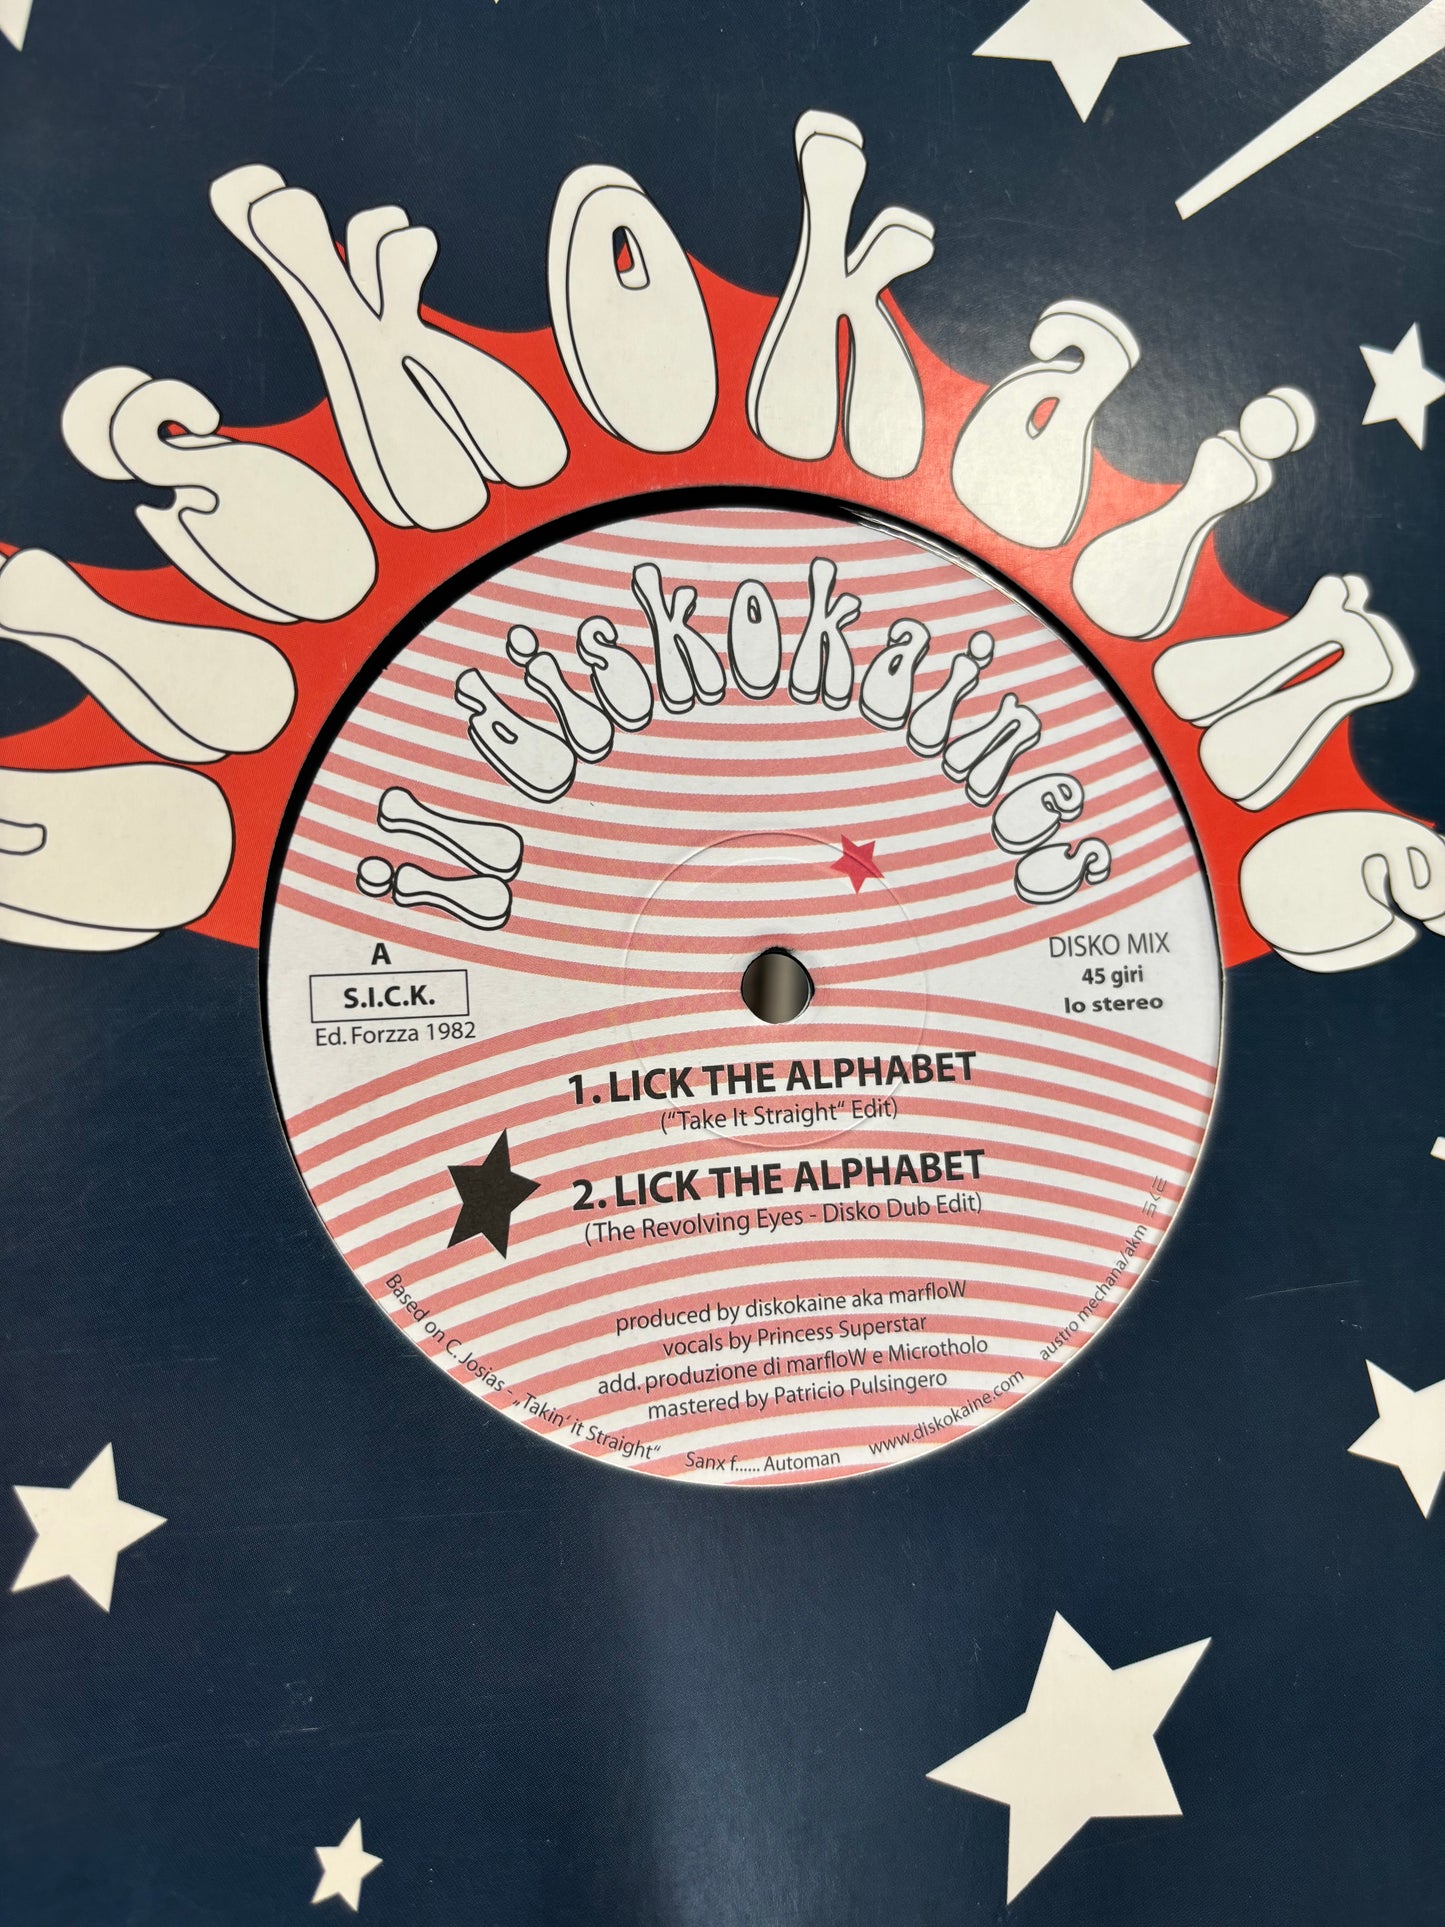 diskokaine
il diskokaines
A
S.I.C.K.
Ed. Forzza 1982
DISKO MIX
45 giri
lo stereo
1. LICK THE ALPHABET
("Take It Straight“ Edit)
2. LICK THE ALPHABET
(The Revolving Eyes - Disko Dub Edit)
produced by diskokaine aka marfloW
vocals by Princess Superstar
add. produzione di marfloW e Microtholo
mastered by Patricio Pulsingero
Based on C. Josias - „Takin‘ it Straight“ Sanx f...... Automan www.diskokaine.com austro mechana/akm